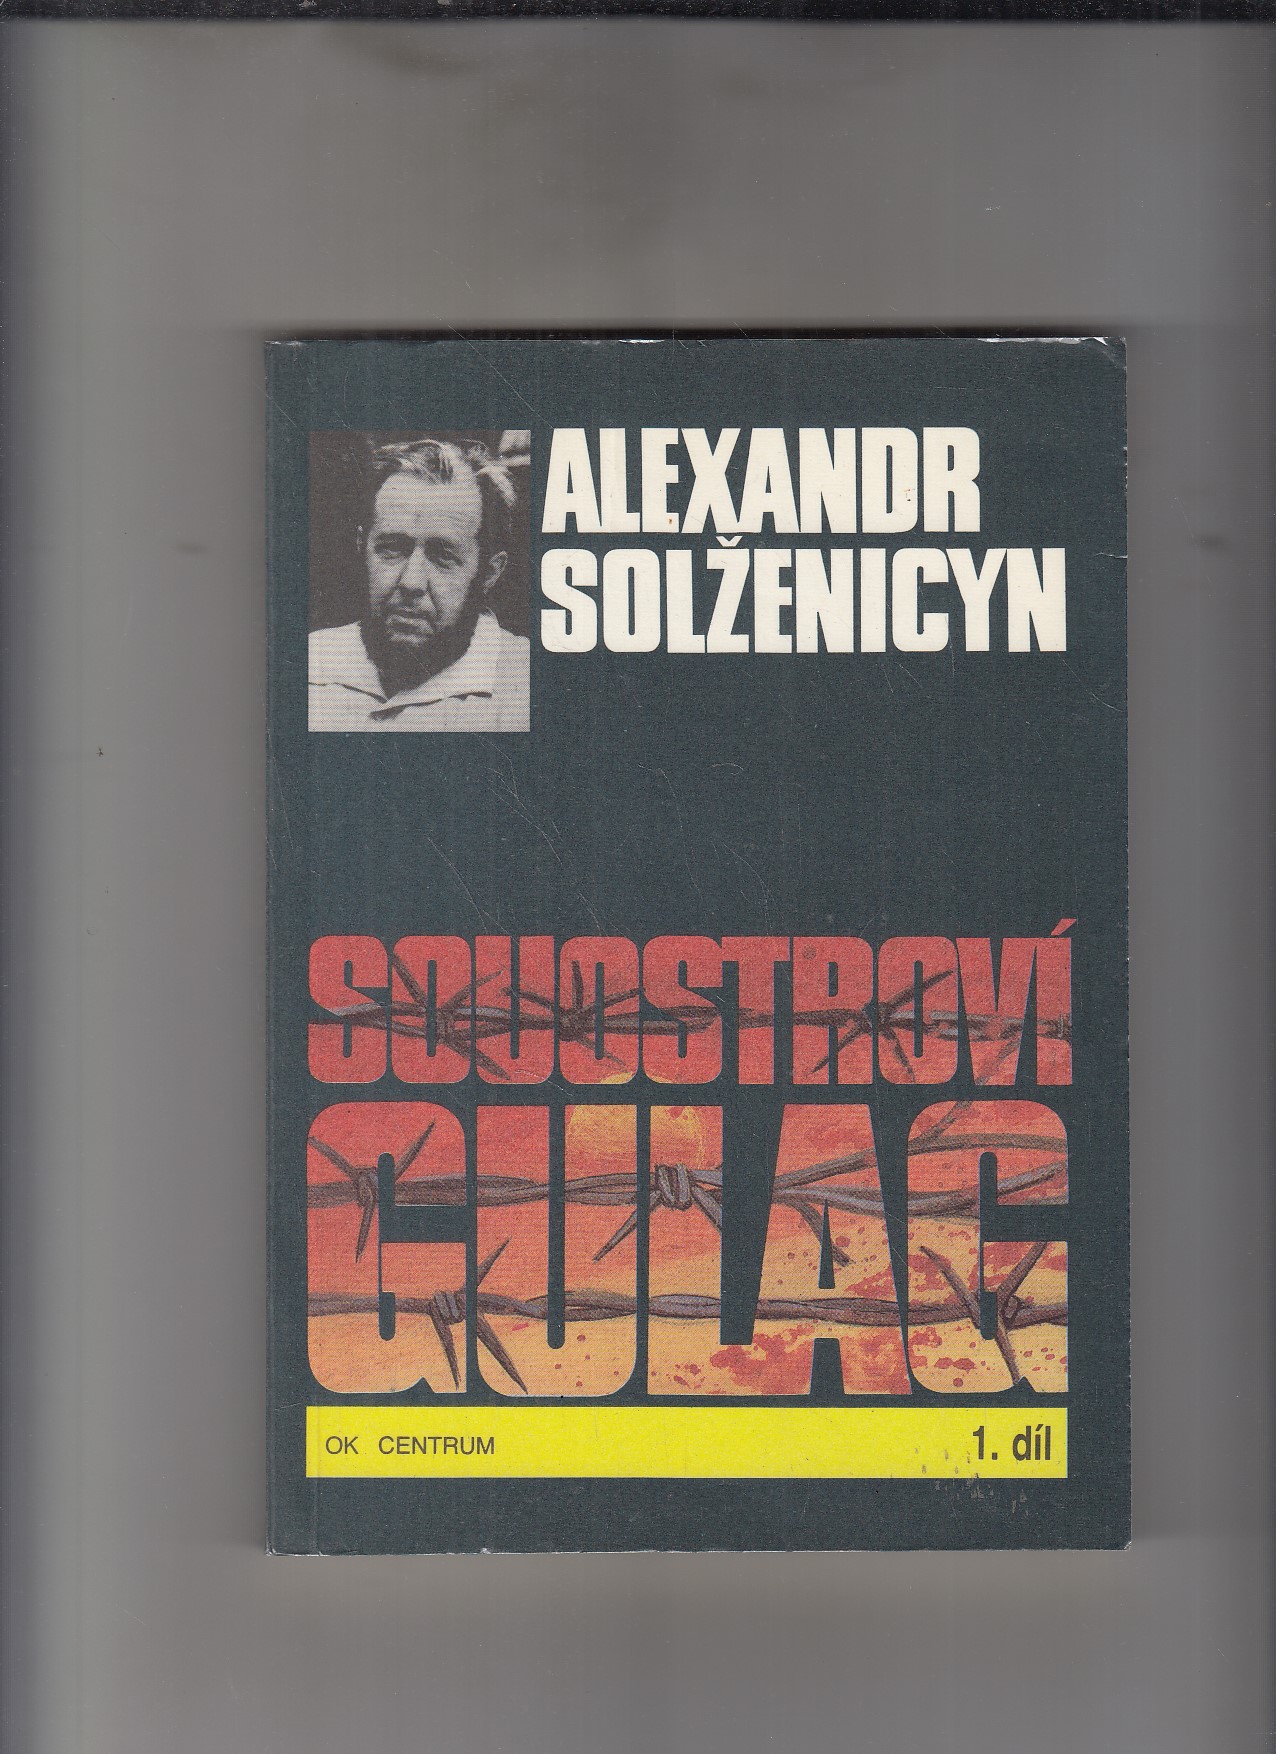 ALEXANDR
SOLŽENICYN
SOUOSTROVÍ
GULAG
OK CENTRUM
1. díl